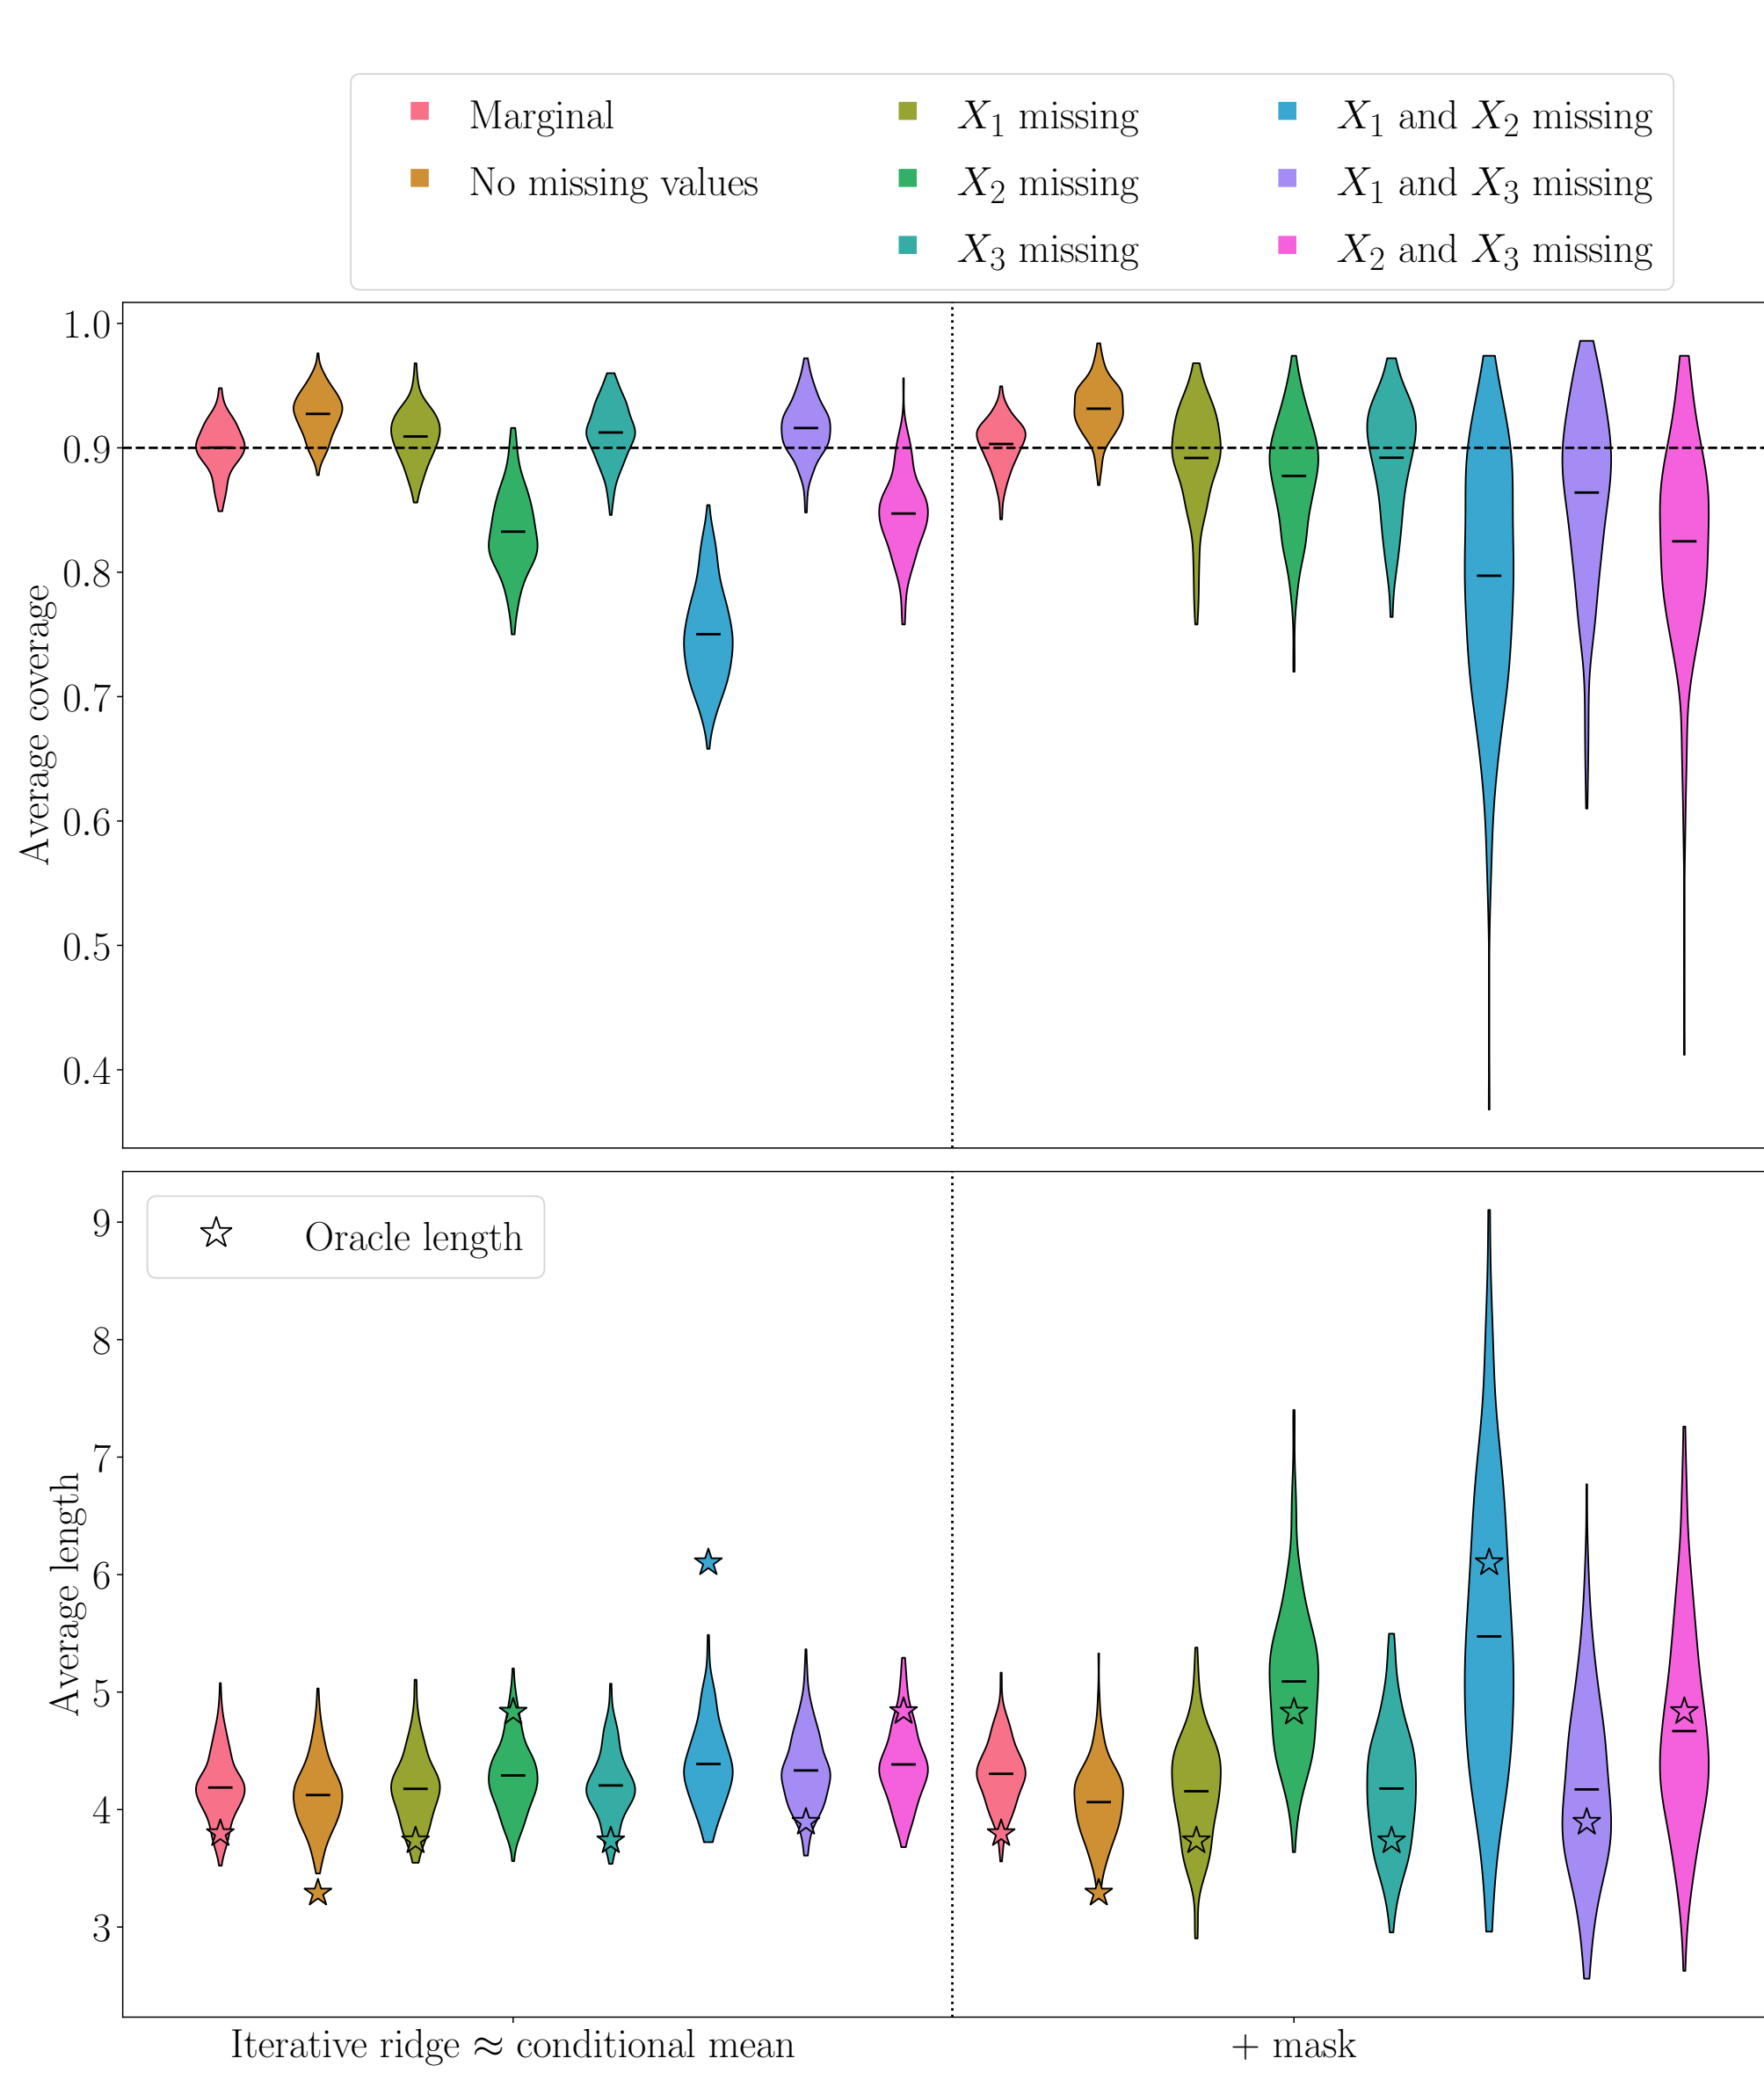 Marginal
No missing values
X1 missing
X2 missing
X3 missing
X1 and X2 missing
X1 and X3 missing
X2 and X3 missing
Average coverage
1.0
0.9
0.8
0.7
0.6
0.5
0.4
Average length
9
8
7
6
5
4
3
Oracle length
Iterative ridge ≈ conditional mean
+ mask